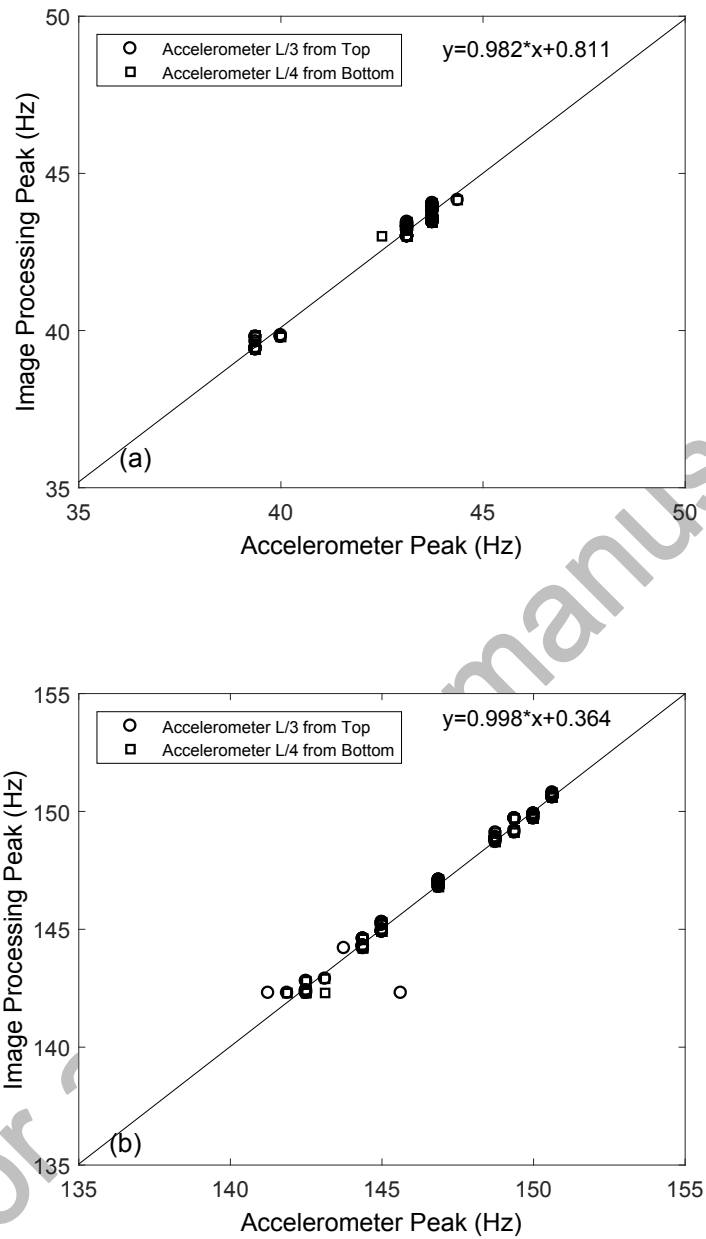 50
Accelerometer L/3 from Top
y=0.982*x+0.811
Accelerometer L/4 from Bottom
45
Image Processing Peak (Hz)
40
(a)
35
35 40 45 50
Accelerometer Peak (Hz)
manus
155
Accelerometer L/3 from Top
y=0.998*x+0.364
Accelerometer L/4 from Bottom
150
Image Processing Peak (Hz)
145
140
(b)
135
135 140 145 150 155
Accelerometer Peak (Hz)
or